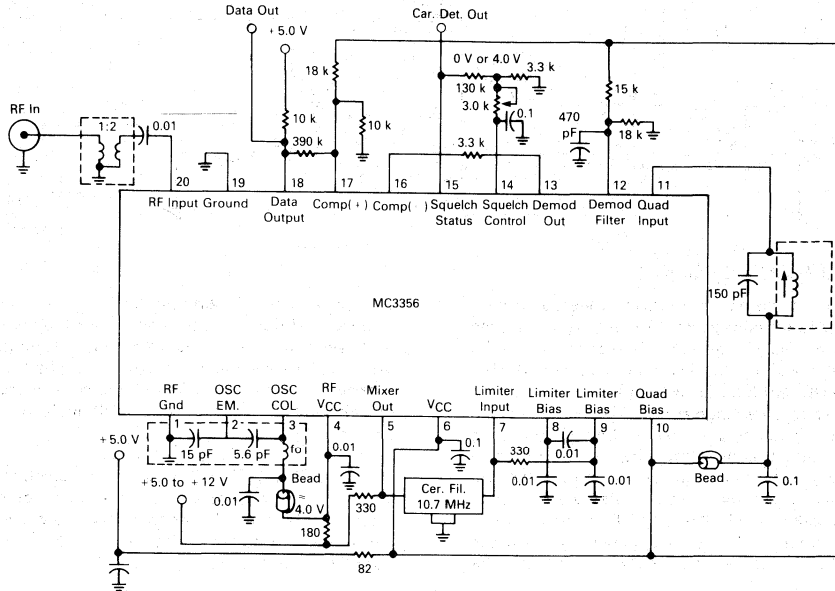 Data Out
Car. Det. Out
+ 5.0 V
0 V or 4.0 V
3.3 k
18 k
130 k
15 k
RF In
3.0 k
470
pF
1:2
0.01
10 k
0.1
10 k
390 k
3.3 k
18 k
20 19 18 17 16 15 14 13 12 11
RF Input Ground Data Output Comp(+) Comp( ) Squelch Status Squelch Control Demod Out Demod Filter Quad Input
150 pF
MC3356
RF Gnd OSC EM. OSC COL RF VCC Mixer Out VCC Limiter Input Limiter Bias Limiter Bias Quad Bias
1 2 3 4 5 6 7 8 9 10
+ 5.0 V
15 pF
5.6 pF
fo
0.01
0.1
330
0.01
+ 5.0 to + 12 V
Bead
0.01
4.0 V
330
Cer. Fil.
10.7 MHz
0.01
0.01
Bead
0.1
180
82